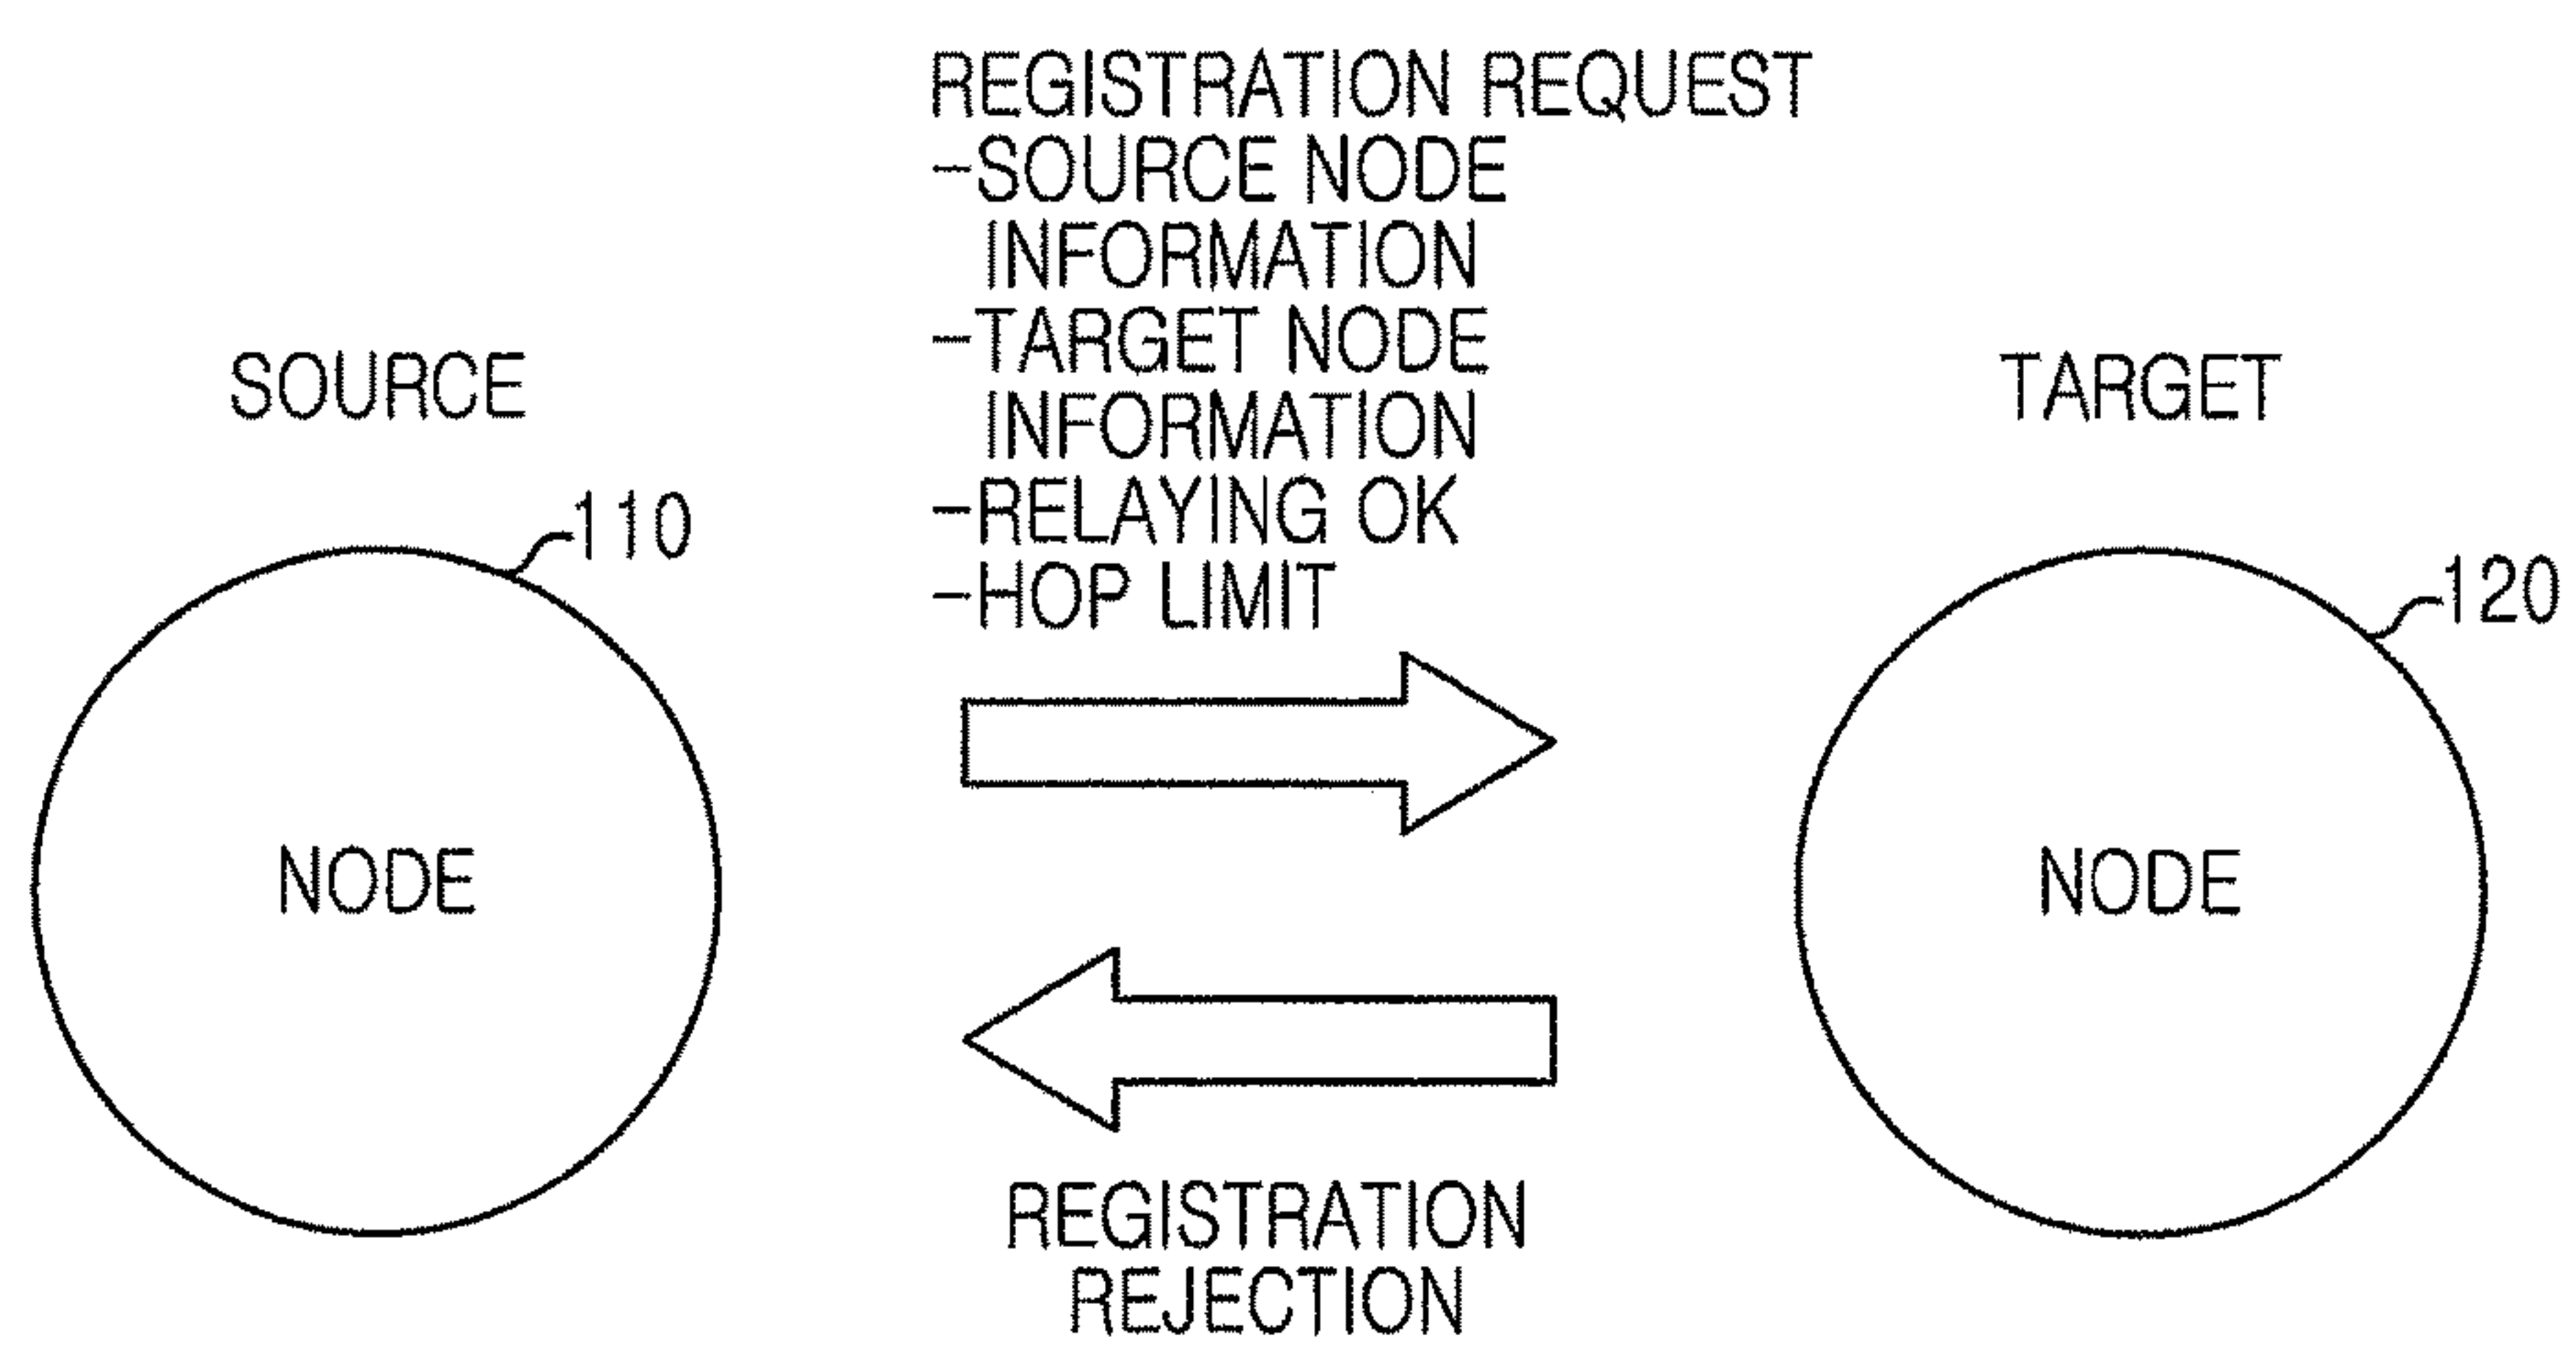 REGISTRATION REQUEST
-SOURCE NODE
INFORMATION
-TARGET NODE
INFORMATION
-RELAYING OK
-HOP LIMIT
SOURCE
TARGET
110
120
NODE
NODE
REGISTRATION
REJECTION